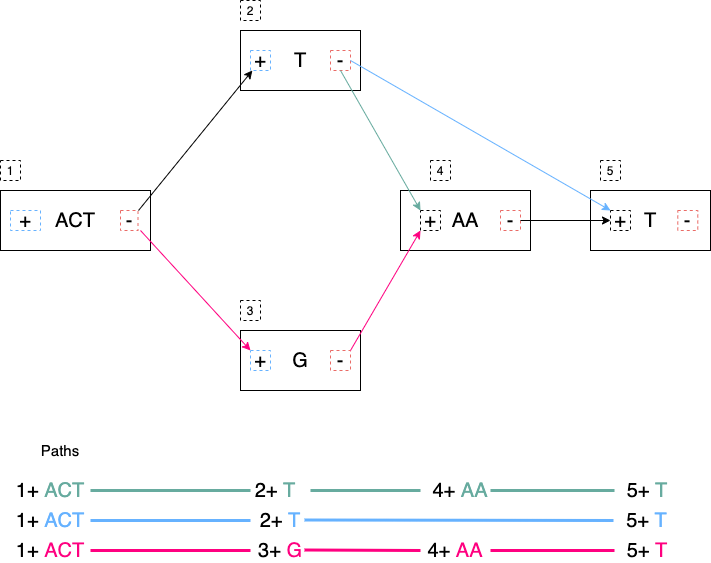 2
+ T -
1
4
5
+ ACT -
+ AA -
+ T -
3
+ G -
Paths
1+ ACT 2+ T 4+ AA 5+ T
1+ ACT 2+ T 5+ T
1+ ACT 3+ G 4+ AA 5+ T